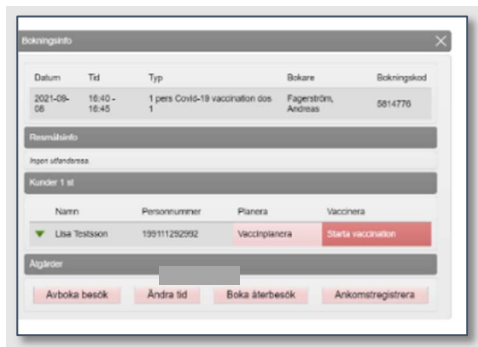 Bokningsinfo
Datum Tid Typ Bokare Bokningskod
2021-09- 16:40 - 1 pers Covid-19 vaccination dos Fagerström, 5814776
08 16:45 1 Andreas
Resmålsinfo
Ingen utlandsresa
Kunder 1 st
Namn Personnummer Planera Vaccinera
Lisa Testsson 199111292992 Vaccinplanera Starta vaccination
Åtgärder
Avboka besök Ändra tid Boka återbesök Ankomstregistrera